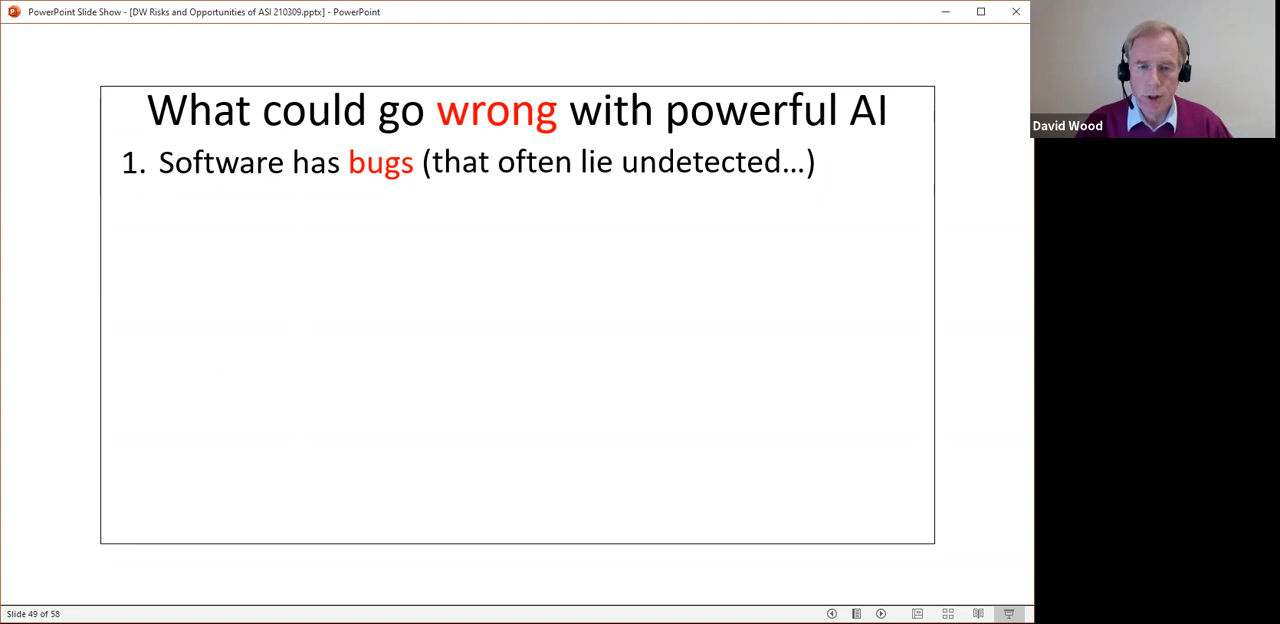 PowerPoint Slide Show - [DW Risks and Opportunities of ASI 210309.pptx] - PowerPoint
What could go wrong with powerful AI
1. Software has bugs (that often lie undetected…)
David Wood
Slide 49 of 58